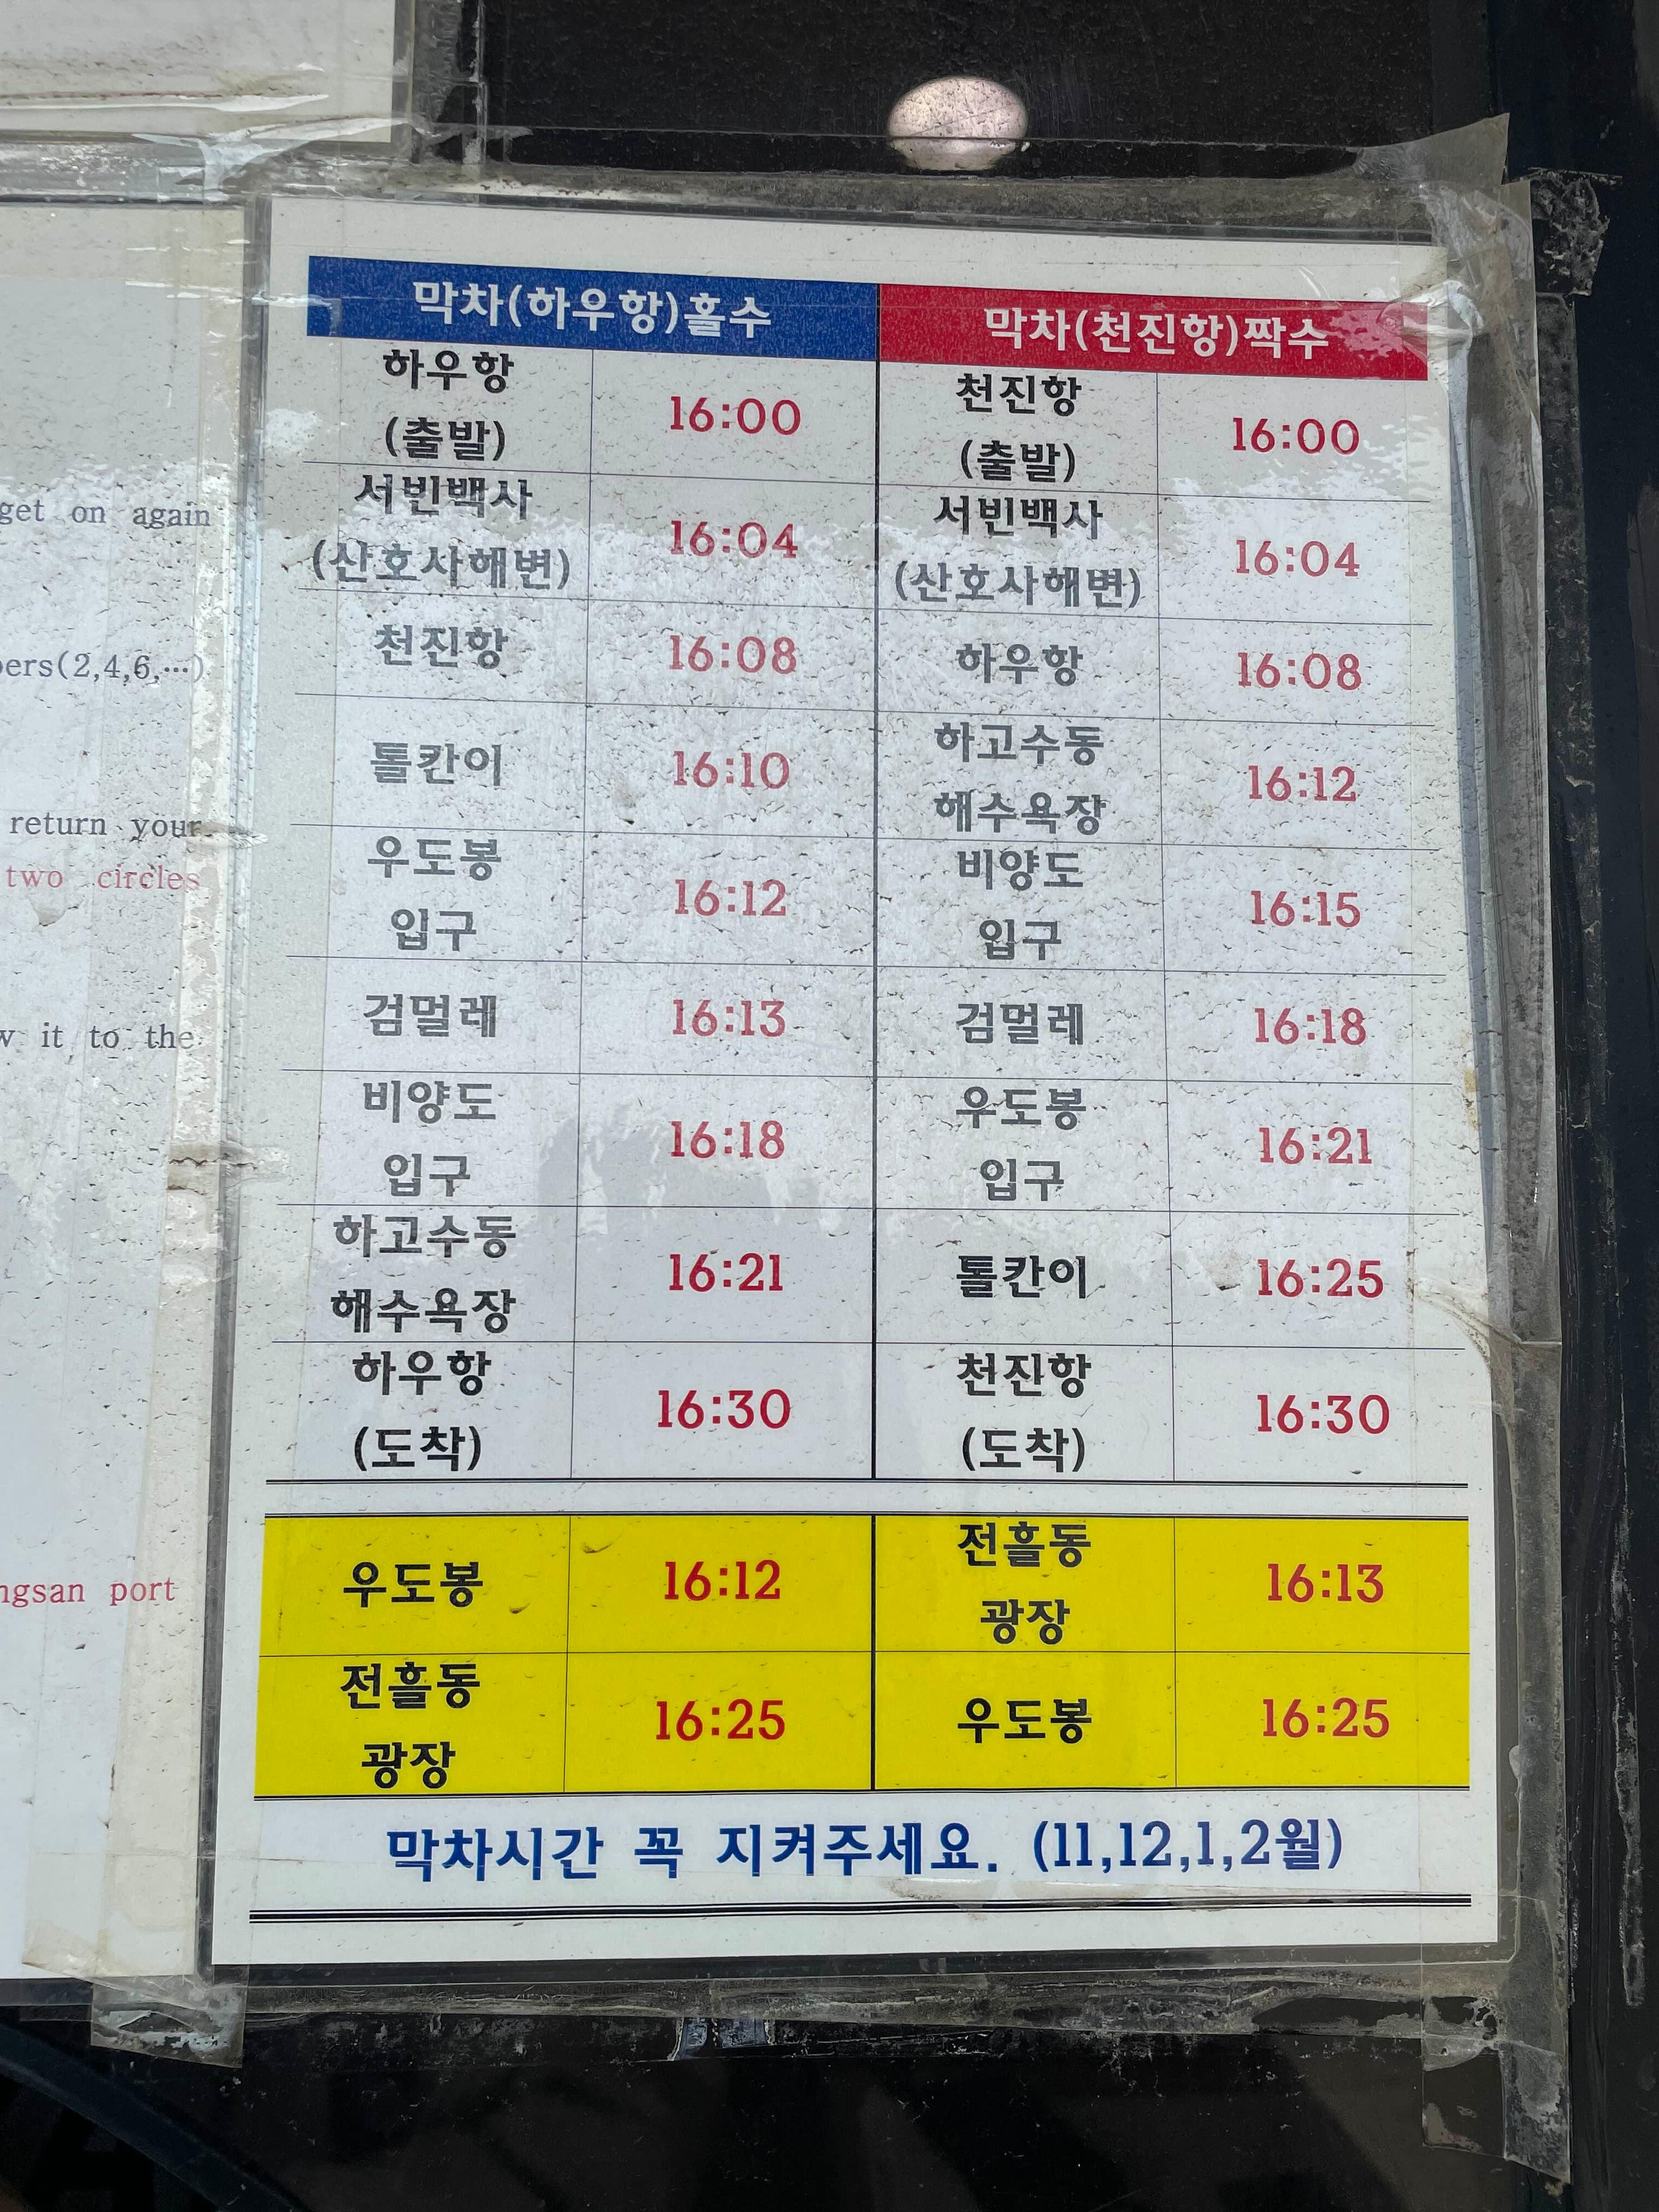 get on again
ers(2,4,6,…)
return your
two circles
it to the
port
막차(하우항)홀수 막차(천진항)짝수
하우항
(출발) 16:00 천진항
(출발) 16:00
서빈백사
(산호사해변) 16:04 서빈백사
(산호사해변) 16:04
천진항 16:08 하우항 16:08
톨칸이 16:10 하고수동
해수욕장 16:12
우도봉
입구 16:12 비양도
입구 16:15
검멀레 16:13 검멀레 16:18
비양도
입구 16:18 우도봉
입구 16:21
하고수동
해수욕장 16:21 톨칸이 16:25
하우항
(도착) 16:30 천진항
(도착) 16:30
우도봉 16:12 전흘동
광장 16:13
전흘동
광장 16:25 우도봉 16:25
막차시간 꼭 지켜주세요. (11,12,1,2월)